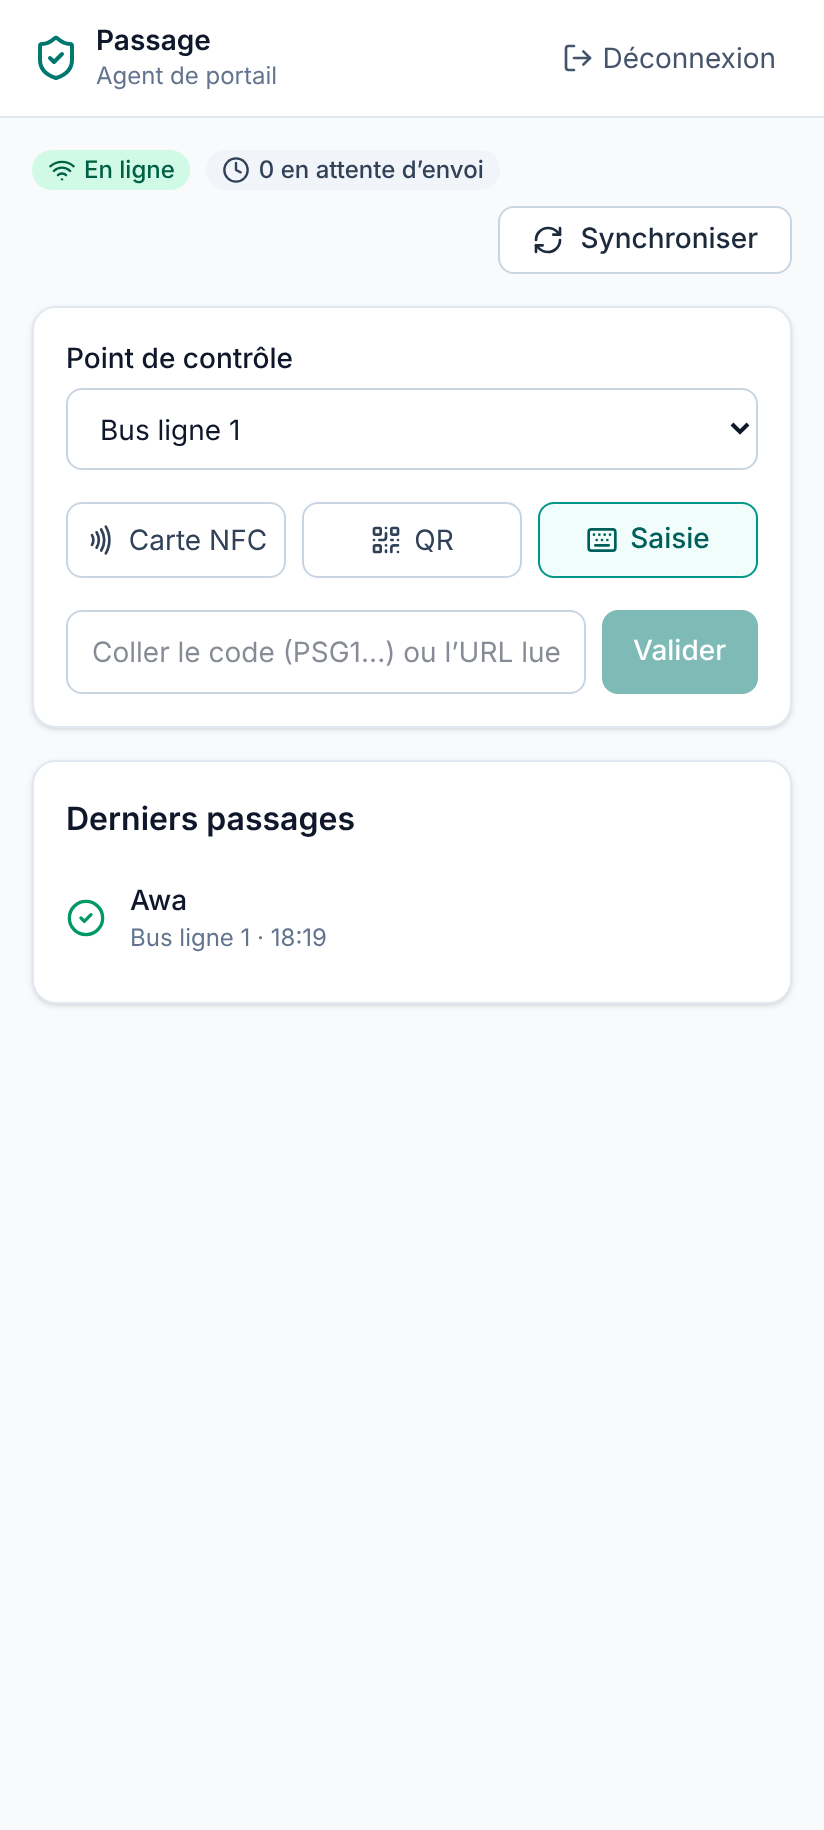 Passage
Agent de portail
Déconnexion
En ligne
0 en attente d’envoi
Synchroniser
Point de contrôle
Bus ligne 1
Carte NFC
QR
Saisie
Coller le code (PSG1...) ou l’URL lue
Valider
Derniers passages
Awa
Bus ligne 1 · 18:19